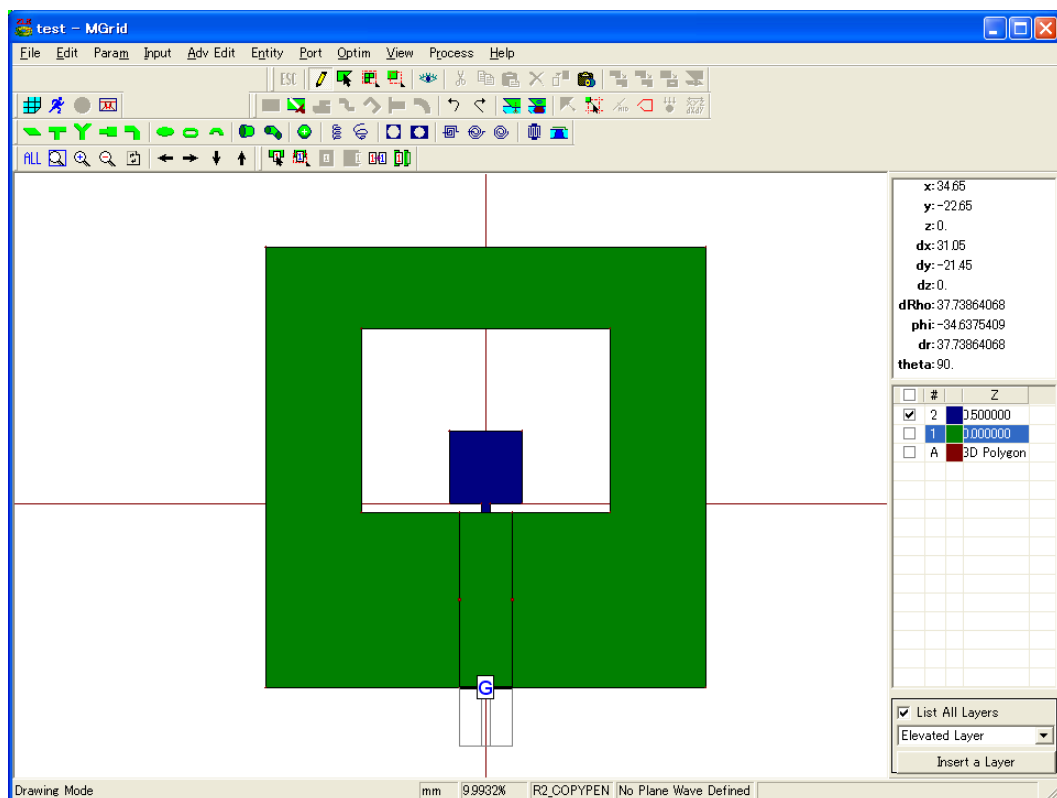 test - MGrid
File Edit Param Input Adv Edit Entity Port Optim View Process Help
ESC
ALL
x: 34.65
y: -22.65
z: 0.
dx: 31.05
dy: -21.45
dz: 0.
dRho: 37.73864068
phi: -34.6375409
dr: 37.73864068
theta: 90.
# Z
2 0.500000
1 0.000000
A 3D Polygon
G
List All Layers
Elevated Layer
Insert a Layer
Drawing Mode mm 9.9932% R2_COPYPEN No Plane Wave Defined